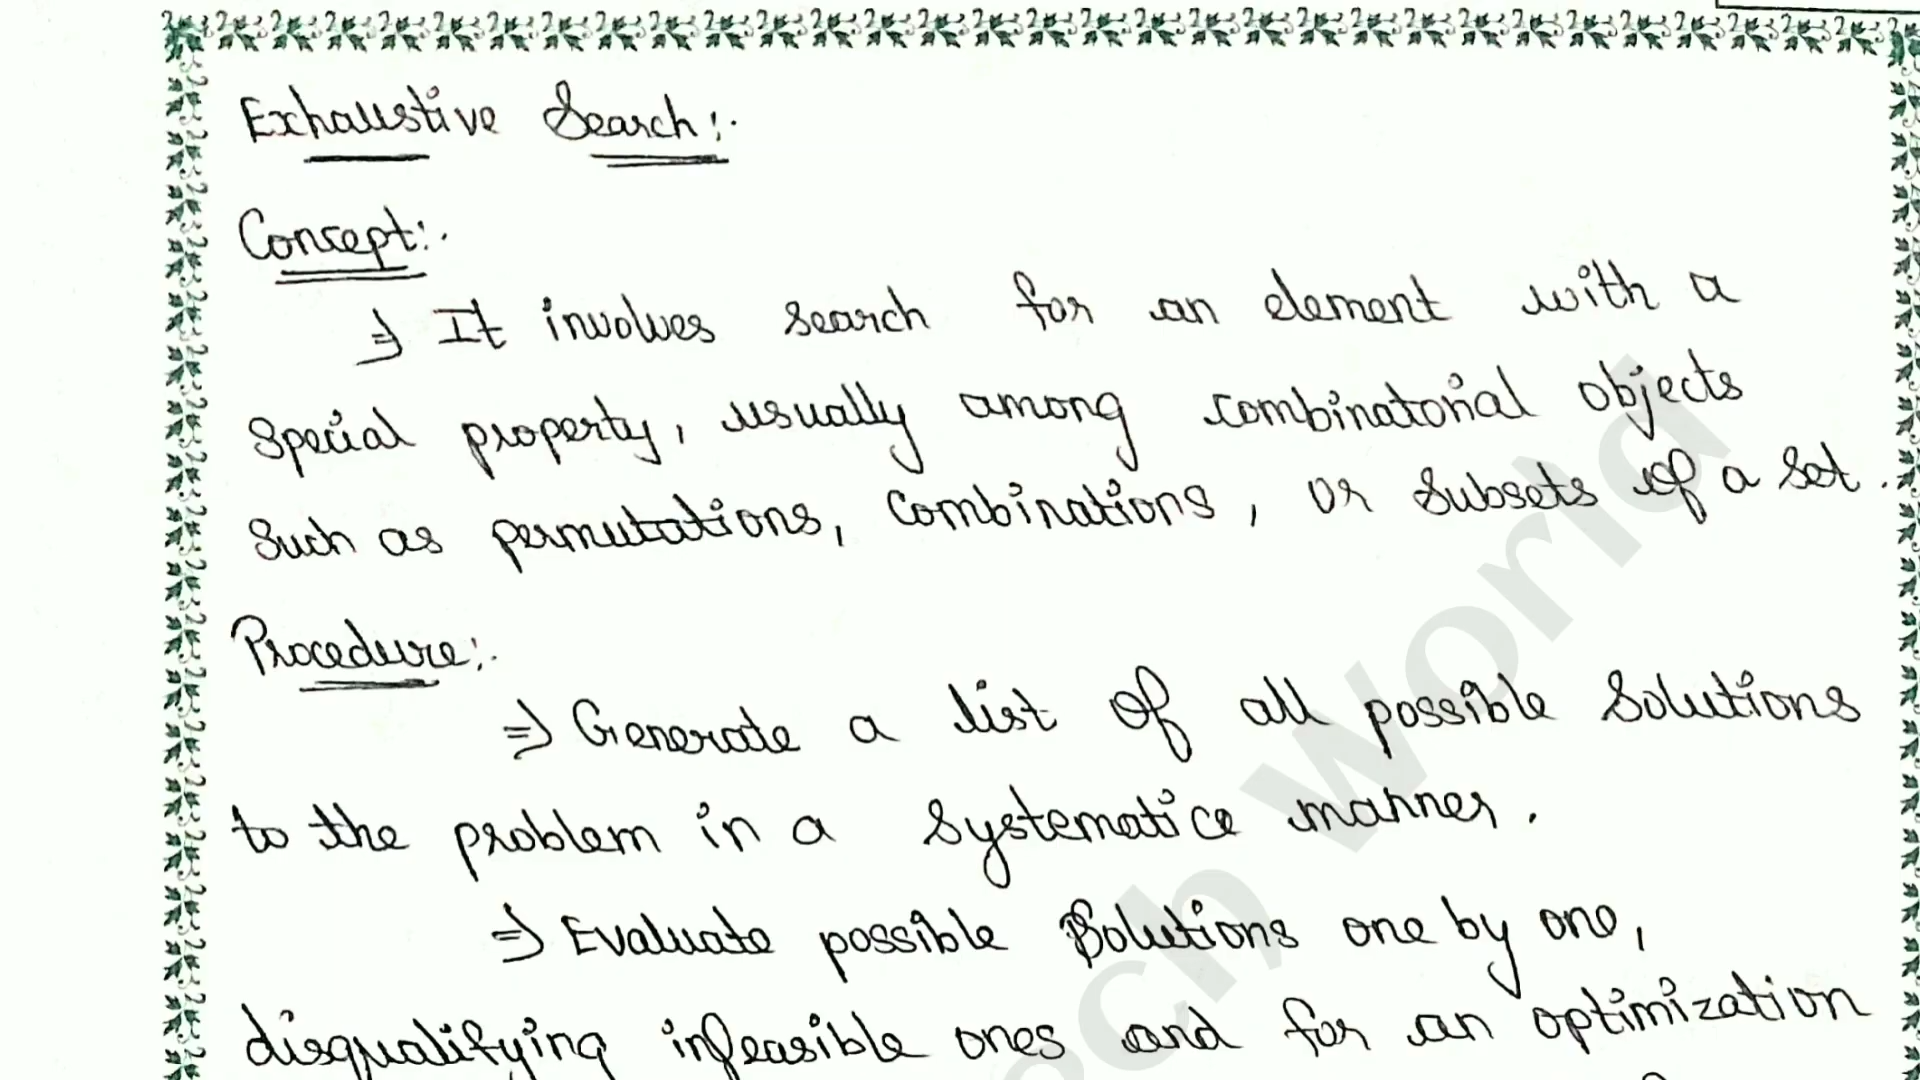 Exhaustive Search:-
Concept:-
⇒ It involves search for an element with a
special property, usually among combinatorial objects
such as permutations, combinations, or subsets of a set.
Procedure:-
⇒ Generate a list of all possible solutions
to the problem in a systematice manner.
⇒ Evaluate possible solutions one by one,
disqualifying infeasible ones and for an optimization
ch World